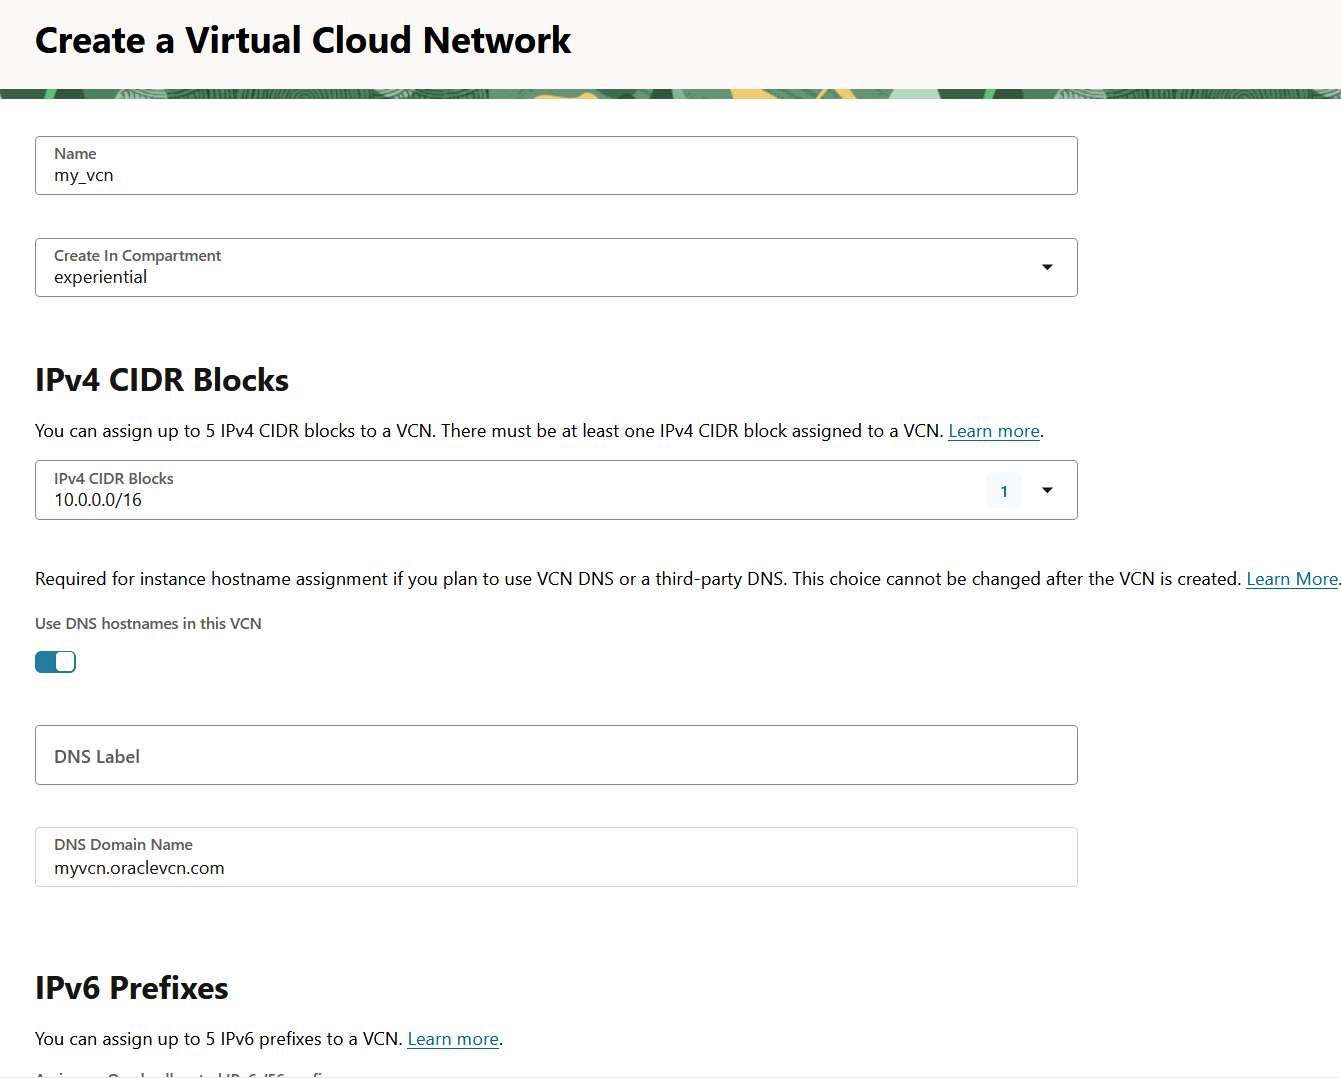 Create a Virtual Cloud Network
Name
my_vcn
Create In Compartment
experiential
IPv4 CIDR Blocks
You can assign up to 5 IPv4 CIDR blocks to a VCN. There must be at least one IPv4 CIDR block assigned to a VCN. Learn more.
IPv4 CIDR Blocks
10.0.0.0/16
1
Required for instance hostname assignment if you plan to use VCN DNS or a third-party DNS. This choice cannot be changed after the VCN is created. Learn More.
Use DNS hostnames in this VCN
DNS Label
DNS Domain Name
myvcn.oraclevcn.com
IPv6 Prefixes
You can assign up to 5 IPv6 prefixes to a VCN. Learn more.